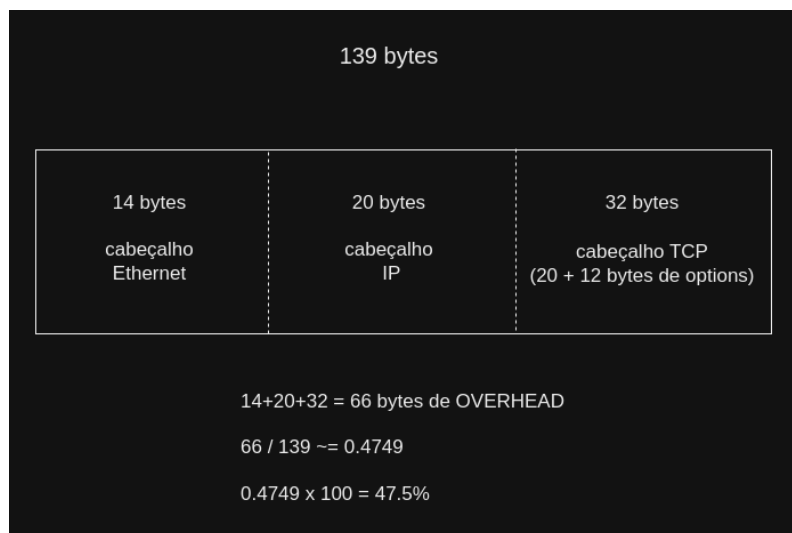 139 bytes
14 bytes
cabeçalho
Ethernet
20 bytes
cabeçalho
IP
32 bytes
cabeçalho TCP
(20 + 12 bytes de options)
14+20+32 = 66 bytes de OVERHEAD
66 / 139 ~= 0.4749
0.4749 x 100 = 47.5%